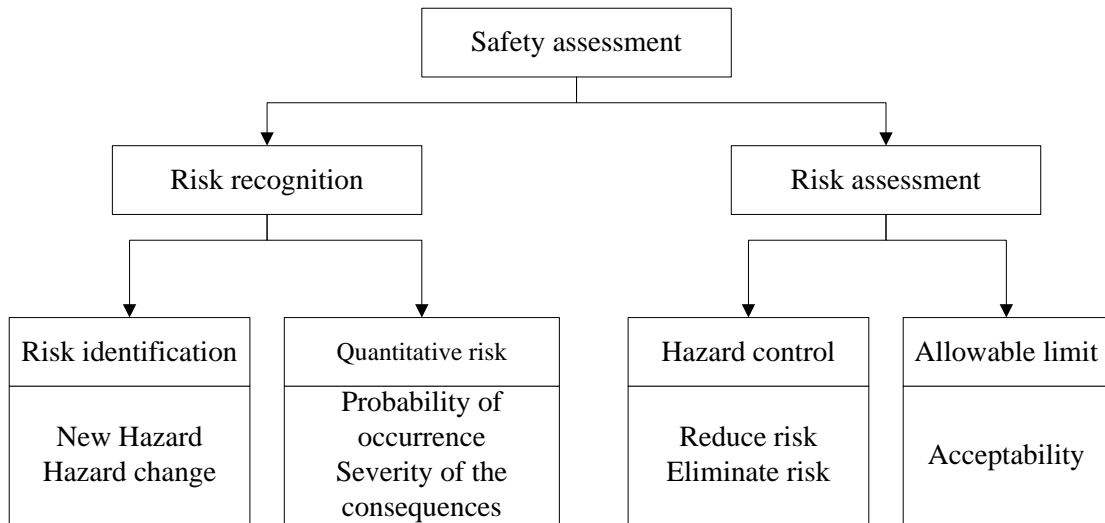 Safety assessment
Risk recognition
Risk assessment
Risk identification
New Hazard
Hazard change
Quantitative risk
Probability of
occurrence
Severity of the
consequences
Hazard control
Reduce risk
Eliminate risk
Allowable limit
Acceptability